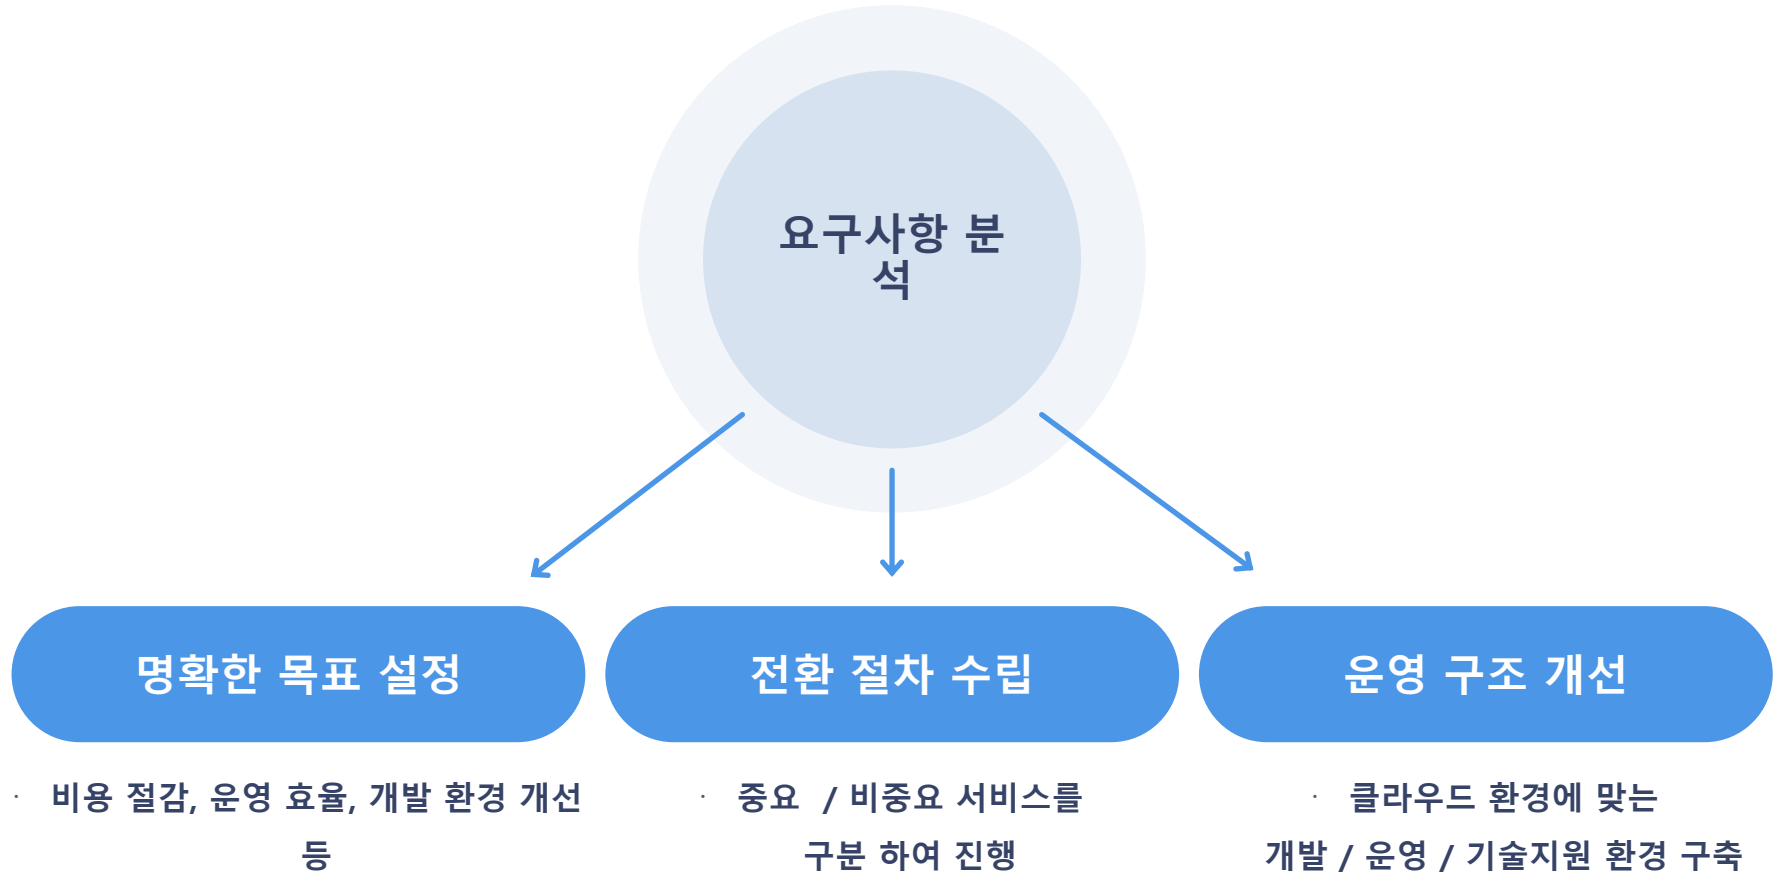 요구사항 분
석
명확한 목표 설정
전환 절차 수립
운영 구조 개선
· 비용 절감, 운영 효율, 개발 환경 개선
등
· 중요 / 비중요 서비스를
구분 하여 진행
· 클라우드 환경에 맞는
개발 / 운영 / 기술지원 환경 구축